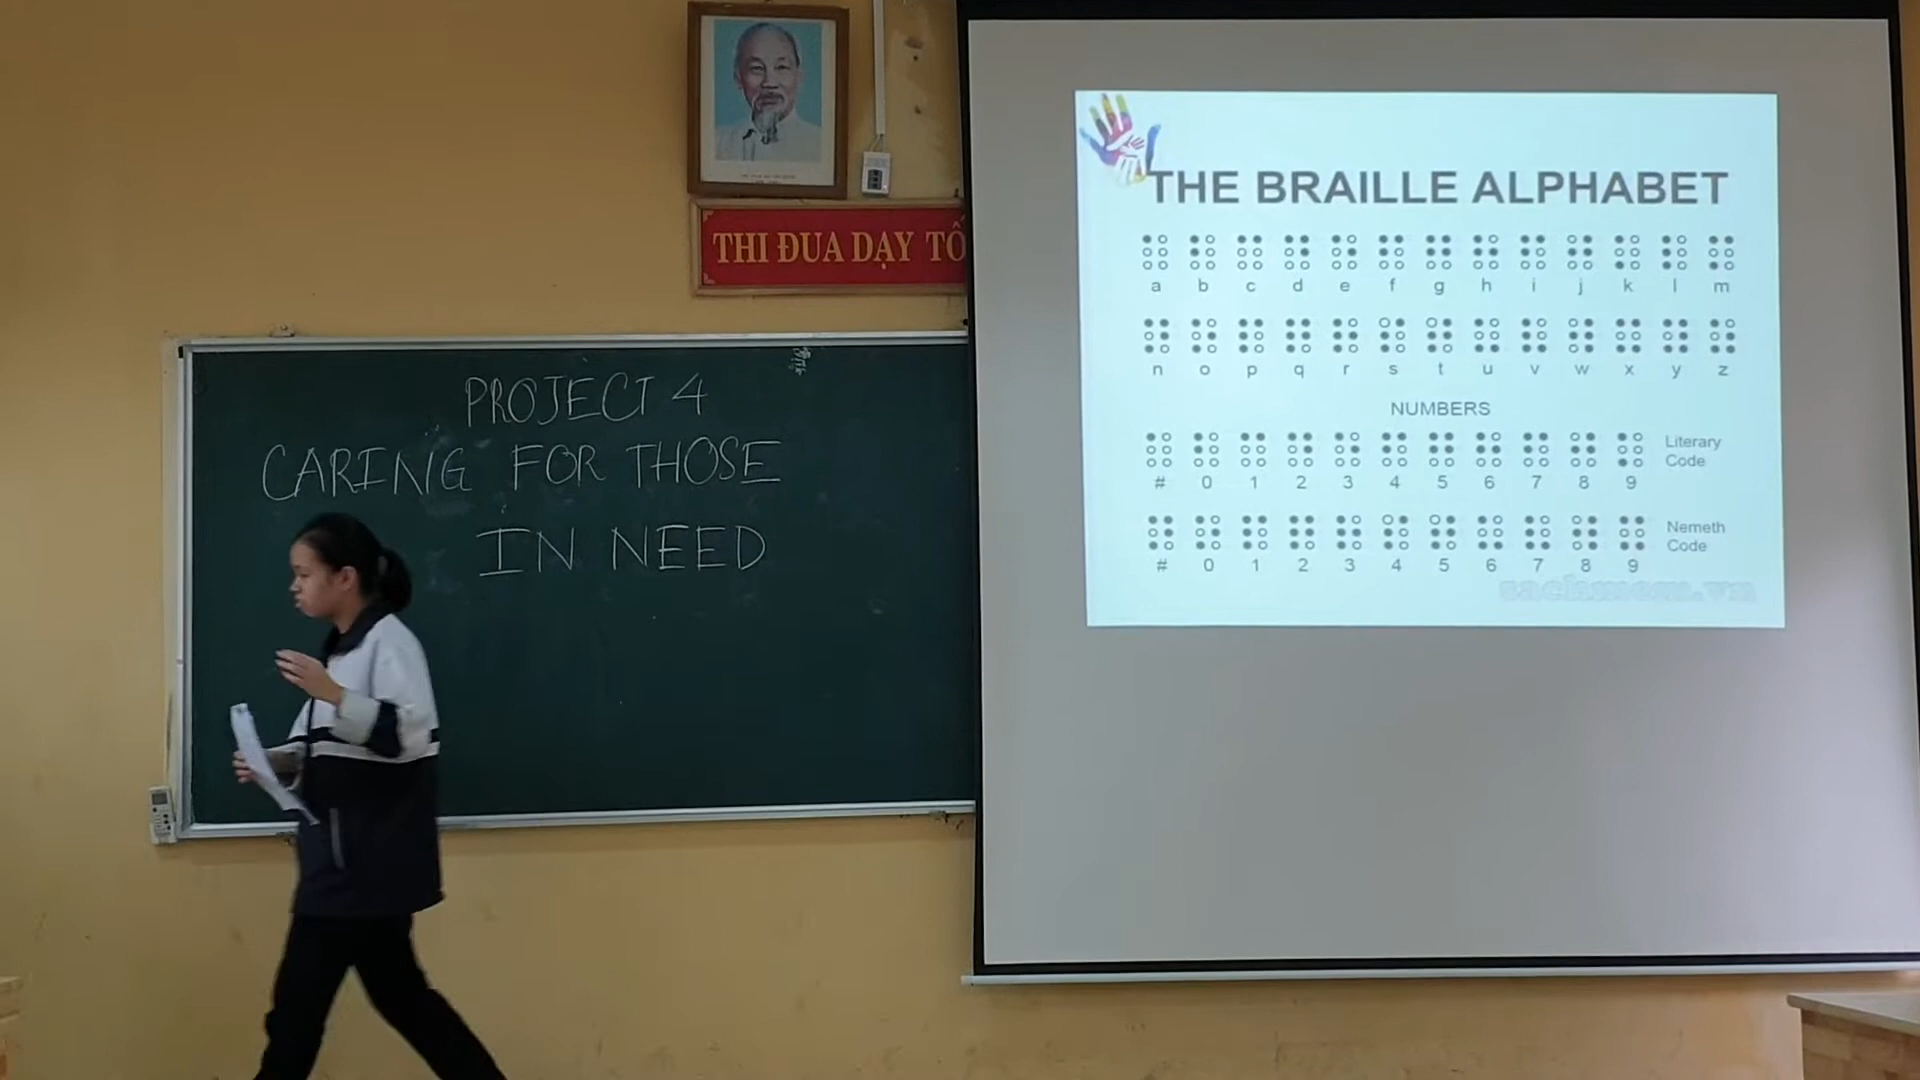 THI ĐUA DẠY TỐ
PROJECT 4
CARING FOR THOSE
IN NEED
THE BRAILLE ALPHABET
a b c d e f g h i j k l m
n o p q r s t u v w x y z
NUMBERS
# 0 1 2 3 4 5 6 7 8 9 Literary Code
# 0 1 2 3 4 5 6 7 8 9 Nemeth Code
sachmem.vn